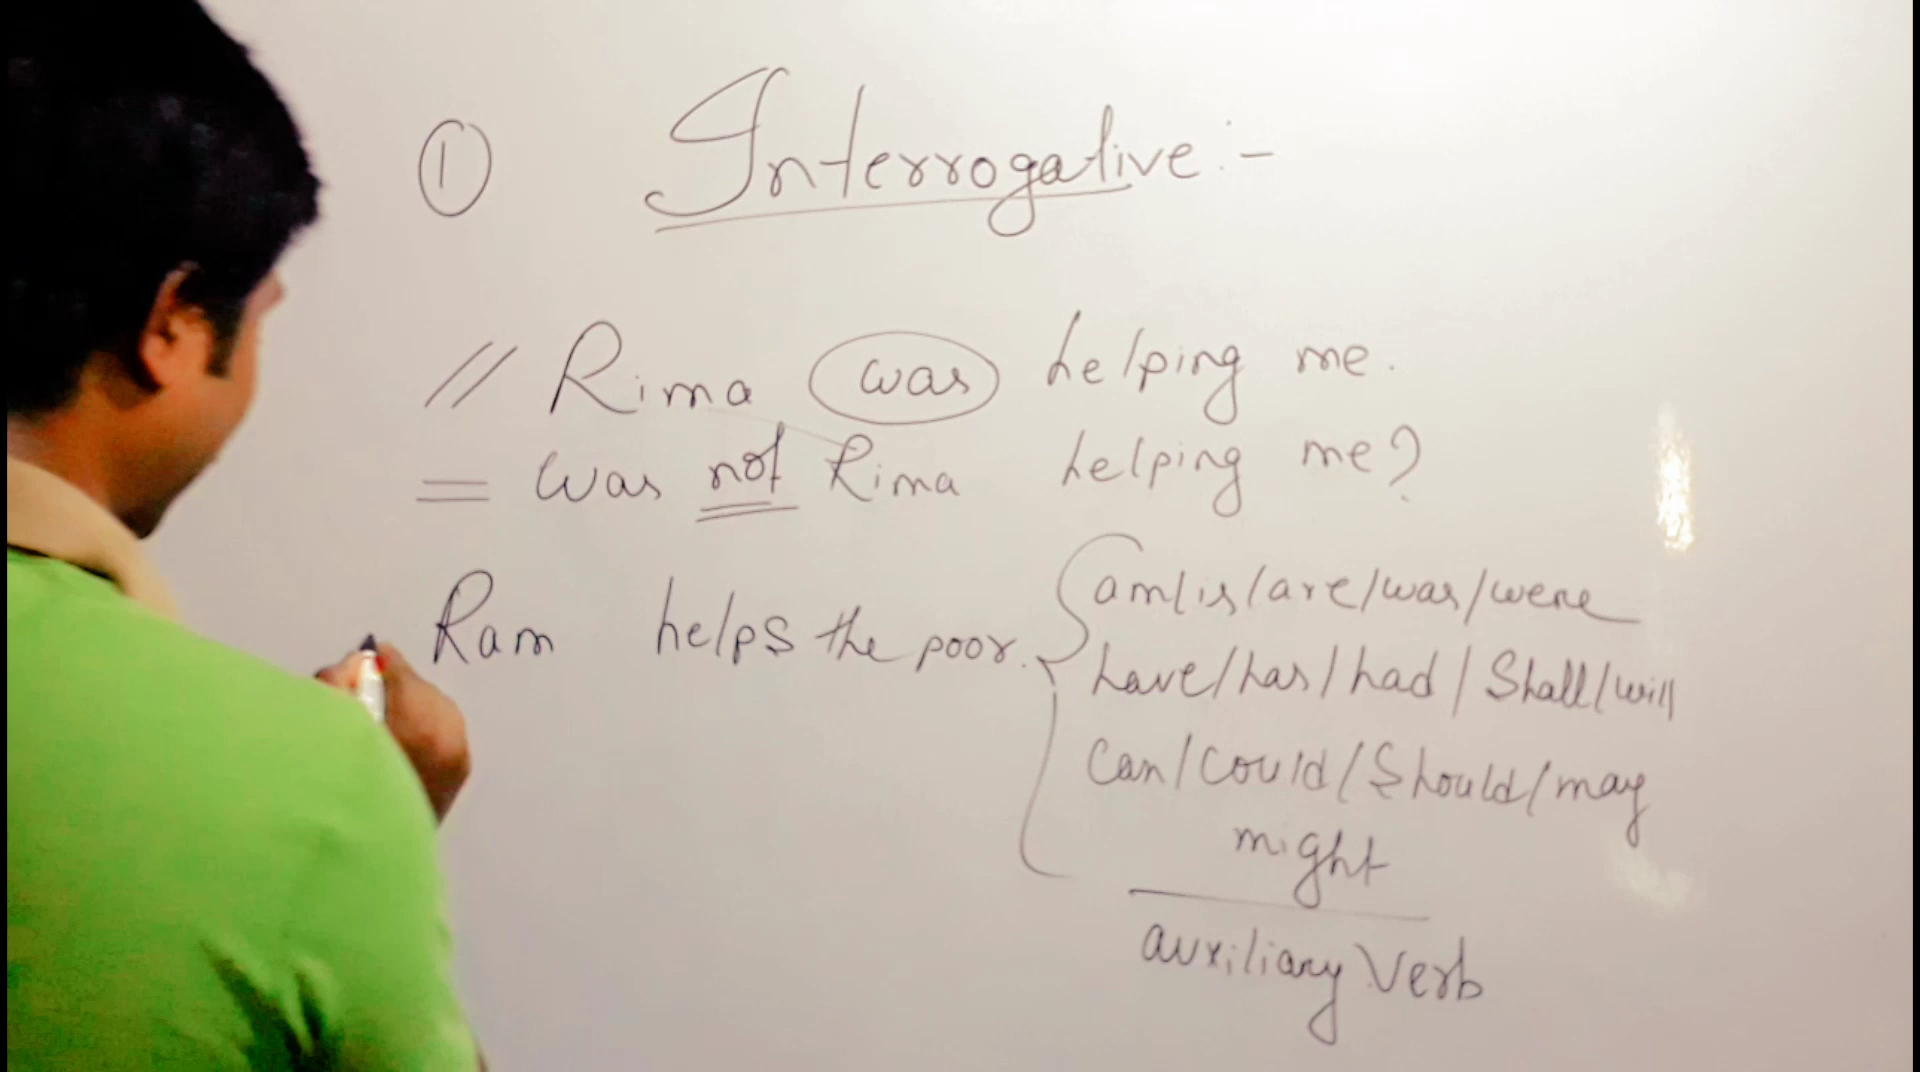 ① Interrogative :-
// Rima was helping me.
= Was not Rima helping me?
Ram helps the poor.
am/is/are/was/were
have/has/had/Shall/will
Can/Could/Should/may
might
auxiliary Verb